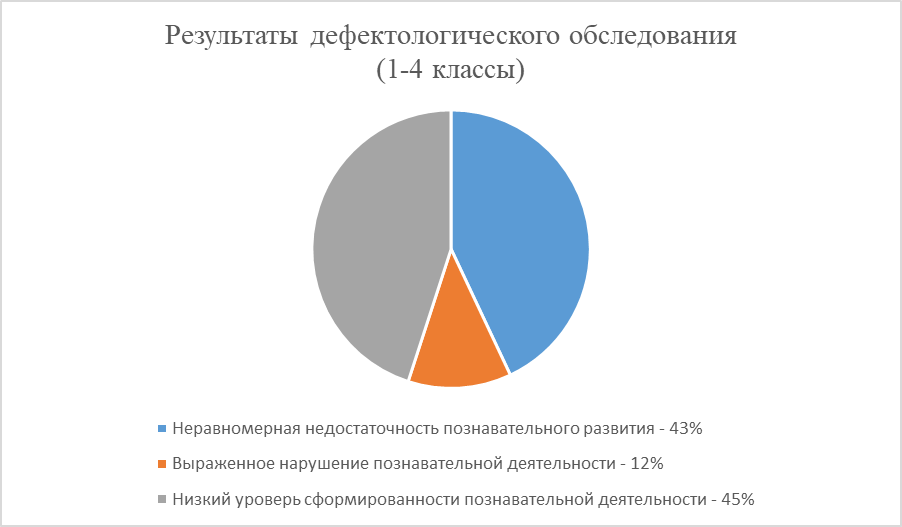 Результаты дефектологического обследования
(1-4 классы)
Неравномерная недостаточность познавательного развития - 43%
Выраженное нарушение познавательной деятельности - 12%
Низкий уроверь сформированности познавательной деятельности - 45%